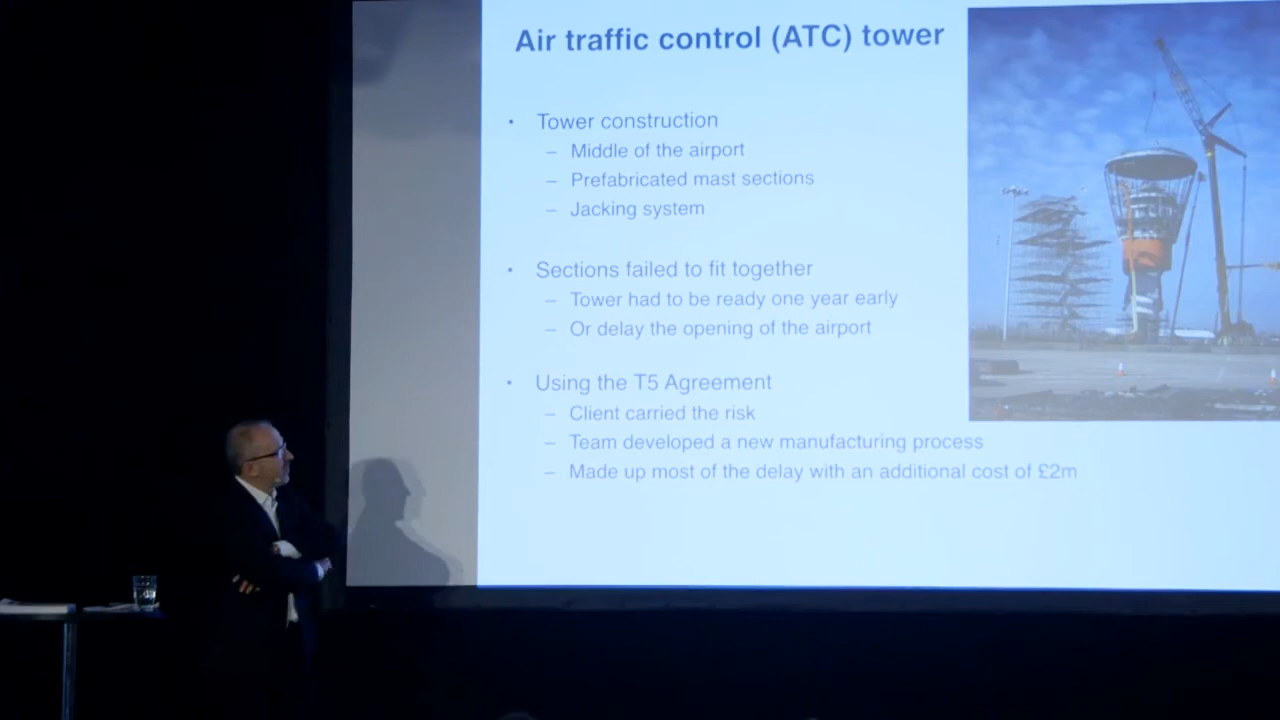 Air traffic control (ATC) tower
• Tower construction
– Middle of the airport
– Prefabricated mast sections
– Jacking system
• Sections failed to fit together
– Tower had to be ready one year early
– Or delay the opening of the airport
• Using the T5 Agreement
– Client carried the risk
– Team developed a new manufacturing process
– Made up most of the delay with an additional cost of £2m